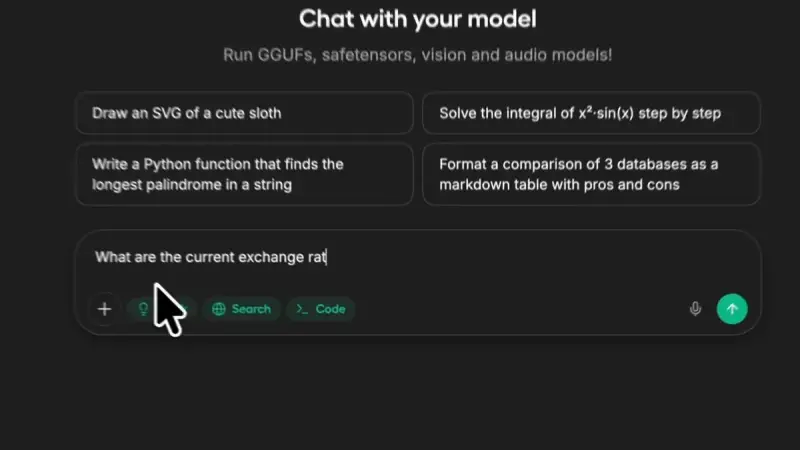 Chat with your model
Run GGUFs, safetensors, vision and audio models!
Draw an SVG of a cute sloth
Solve the integral of x²·sin(x) step by step
Write a Python function that finds the
longest palindrome in a string
Format a comparison of 3 databases as a
markdown table with pros and cons
What are the current exchange rat
Search
Code